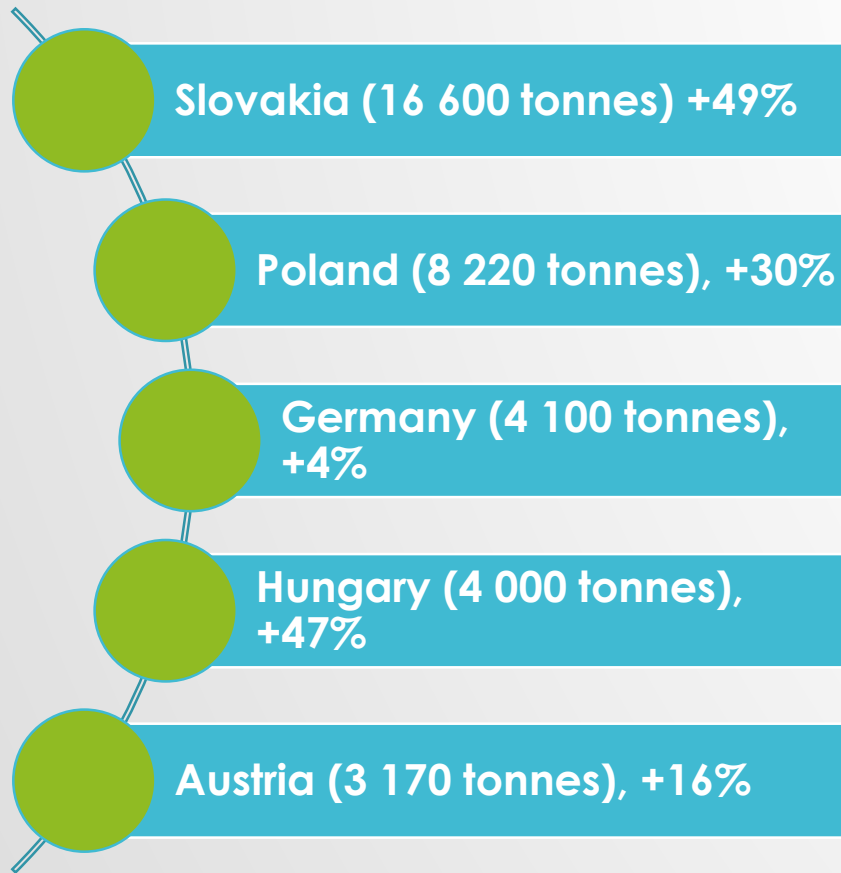 Slovakia (16 600 tonnes) +49%
Poland (8 220 tonnes), +30%
Germany (4 100 tonnes),
+4%
Hungary (4 000 tonnes),
+47%
Austria (3 170 tonnes), +16%